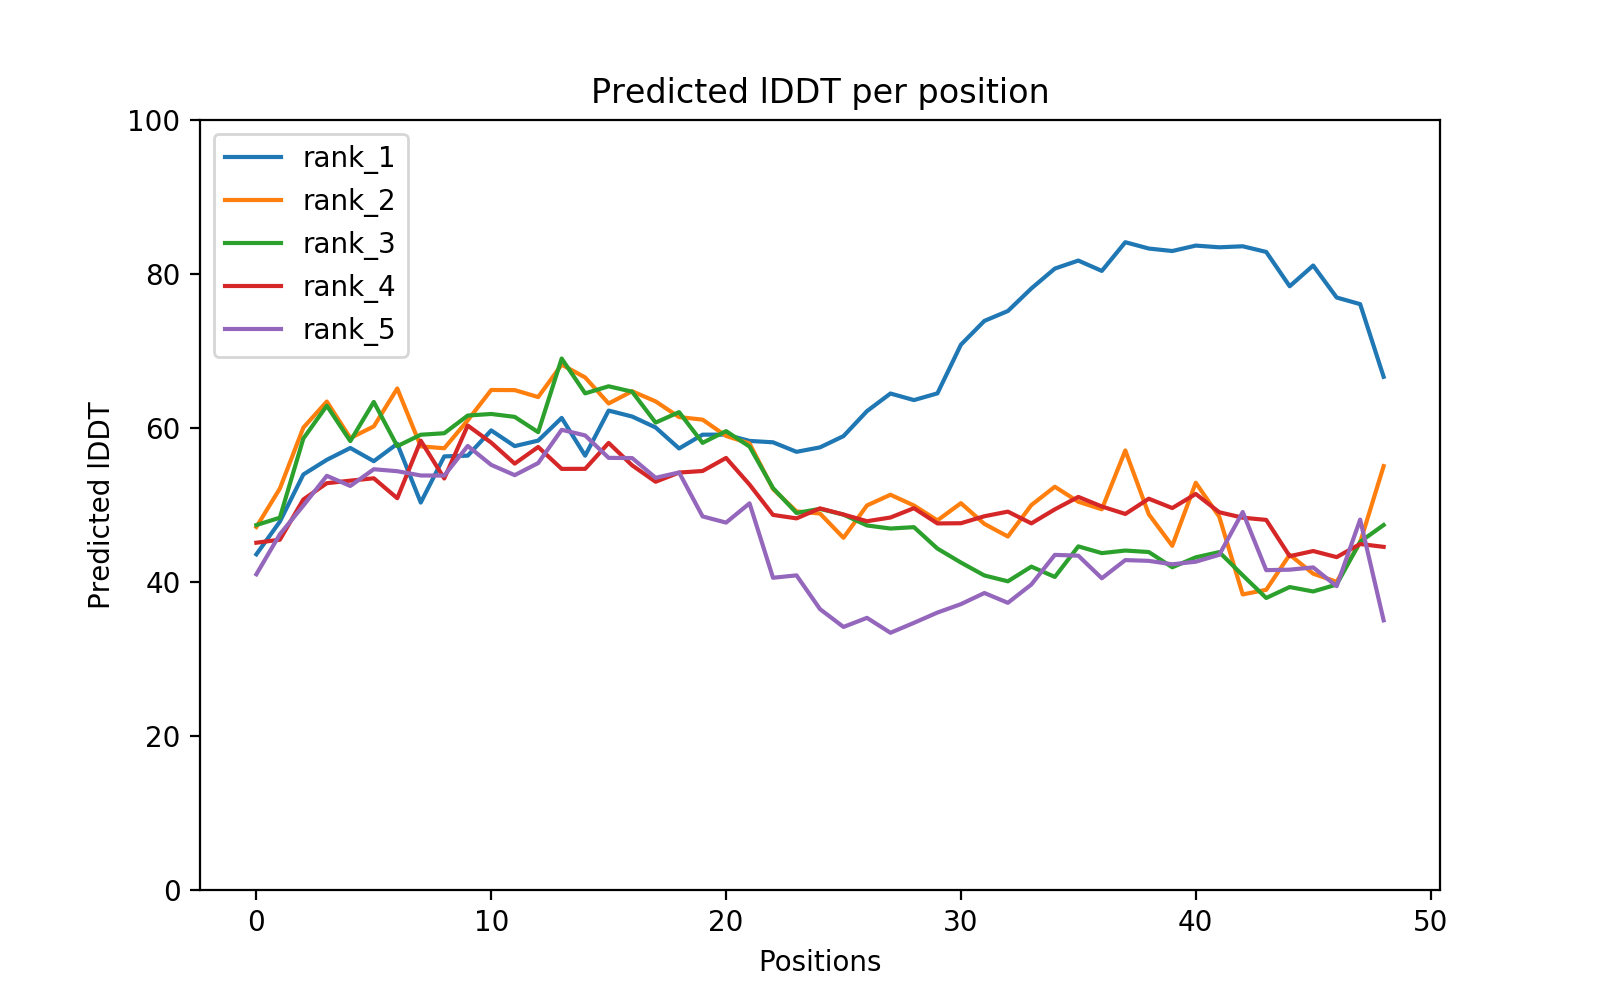 Predicted lDDT per position
100
80
60
40
20
0
Predicted lDDT
rank_1
rank_2
rank_3
rank_4
rank_5
0 10 20 30 40 50
Positions